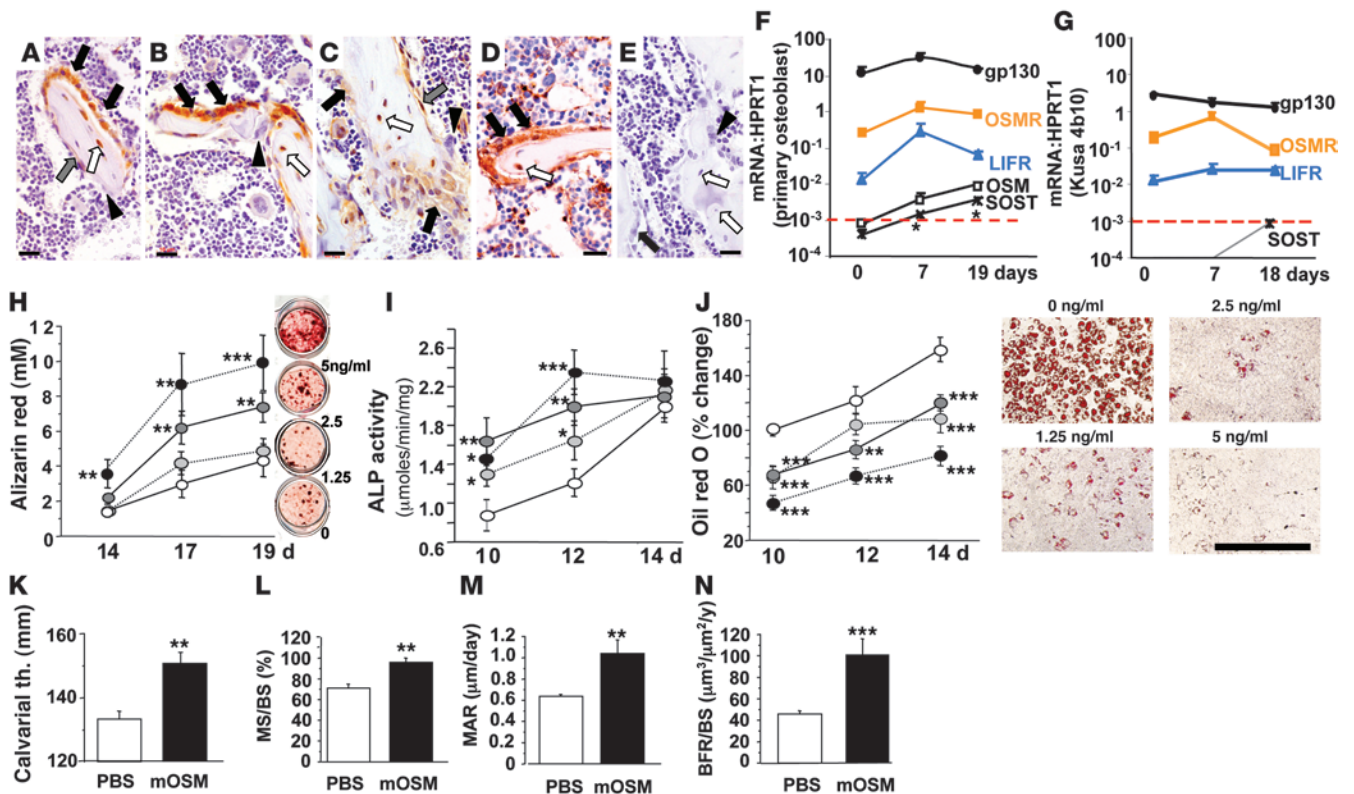 A
B
C
D
E
F
mRNA:HPRT1
(primary osteoblast)
100
10
1
10⁻¹
10⁻²
10⁻³
10⁻⁴
gp130
OSMR
LIFR
OSM
SOST
*
*
0
7
19 days
G
mRNA:HPRT1
(Kusa 4b10)
100
10
1
10⁻¹
10⁻²
10⁻³
10⁻⁴
gp130
OSMR
LIFR
SOST
0
7
18 days
H
Alizarin red (mM)
12
10
8
6
4
2
0
**
**
**
***
**
14
17
19 d
5ng/ml
2.5
1.25
0
I
ALP activity
(μmoles/min/mg)
2.6
2.2
1.8
1.4
1.0
0.6
**
*
*
***
**
*
10
12
14 d
J
Oil red O (% change)
180
140
100
60
20
***
***
***
**
***
***
***
***
10
12
14 d
0 ng/ml
2.5 ng/ml
1.25 ng/ml
5 ng/ml
K
Calvarial th. (mm)
160
140
120
**
PBS mOSM
L
MS/BS (%)
120
100
80
60
40
20
0
**
PBS mOSM
M
MAR (μm/day)
1.2
1.0
0.8
0.6
0.4
0.2
0
**
PBS mOSM
N
BFR/BS (μm³/μm²/y)
120
100
80
60
40
20
0
***
PBS mOSM